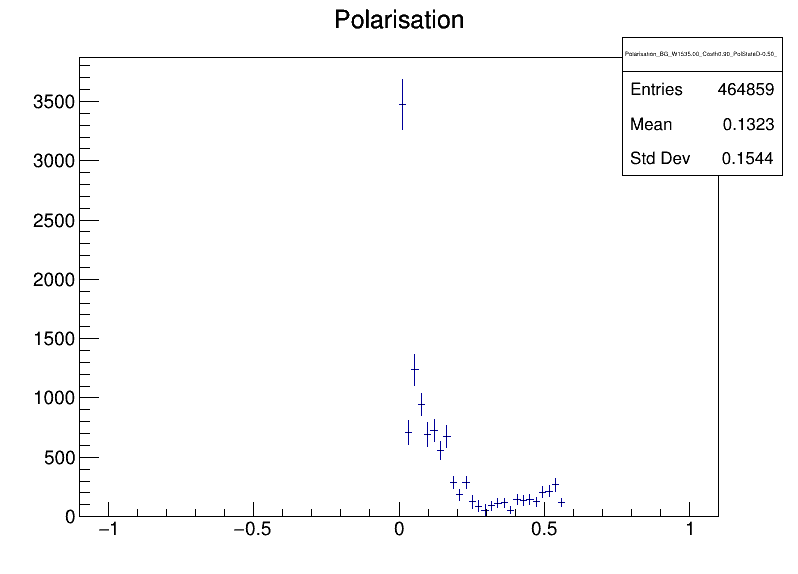 Polarisation
Polarisation_BG_W1535.00_Costh0.90_PolStateD-0.50_
Entries 464859
Mean 0.1323
Std Dev 0.1544
3500
3000
2500
2000
1500
1000
500
0
−1 −0.5 0 0.5 1